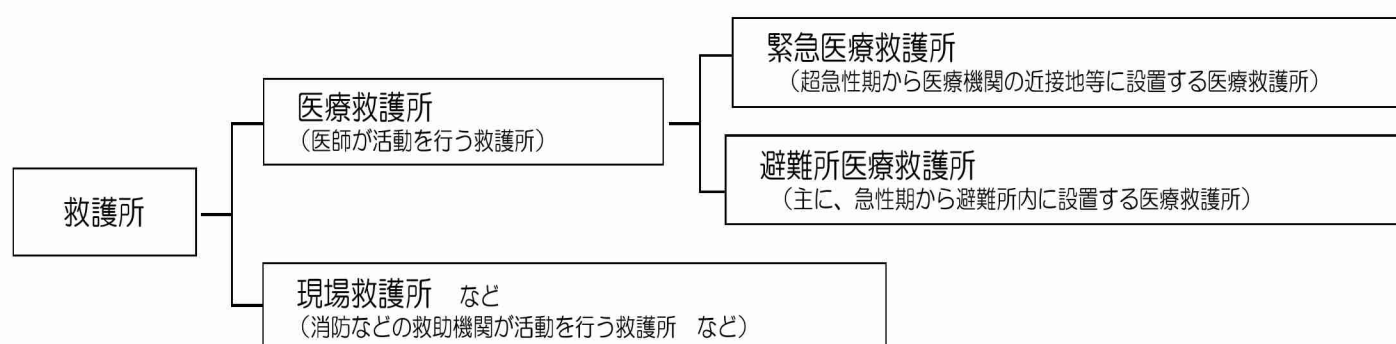 緊急医療救護所
（超急性期から医療機関の近接地等に設置する医療救護所）
医療救護所
（医師が活動を行う救護所）
避難所医療救護所
（主に、急性期から避難所内に設置する医療救護所）
救護所
現場救護所　など
（消防などの救助機関が活動を行う救護所　など）